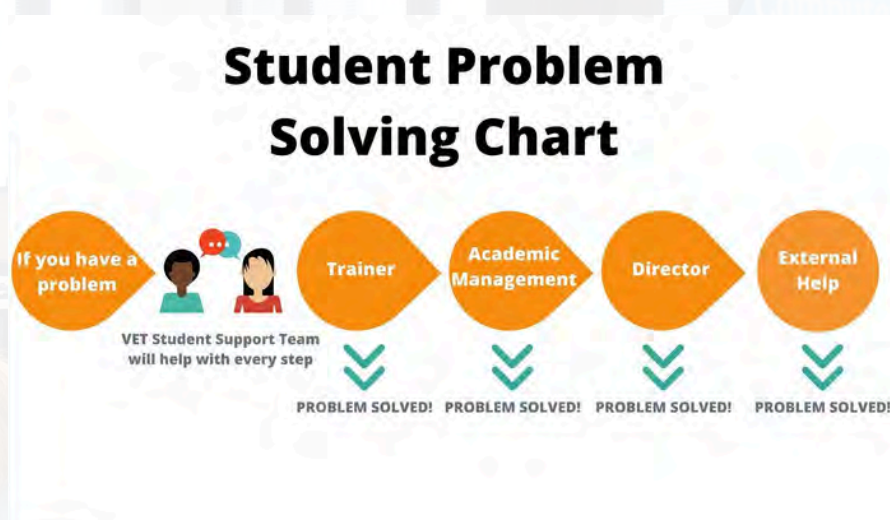 Student Problem
Solving Chart
If you have a
problem
VET Student Support Team
will help with every step
Trainer
Academic
Management
Director
External
Help
PROBLEM SOLVED!
PROBLEM SOLVED!
PROBLEM SOLVED!
PROBLEM SOLVED!